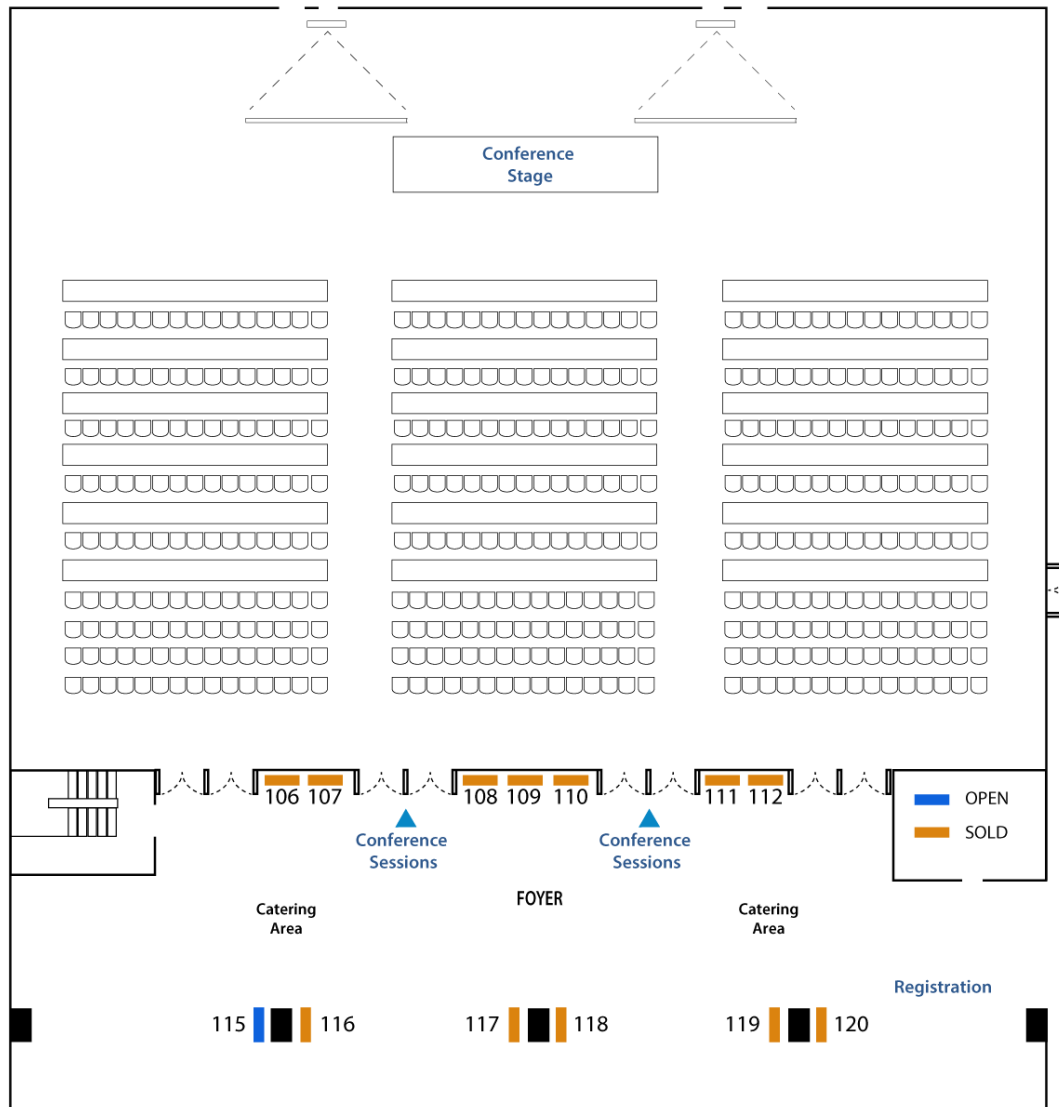 Conference
Stage
106 107 108 109 110 111 112
OPEN
SOLD
Conference
Sessions
Conference
Sessions
FOYER
Catering
Area
Catering
Area
Registration
115 116 117 118 119 120